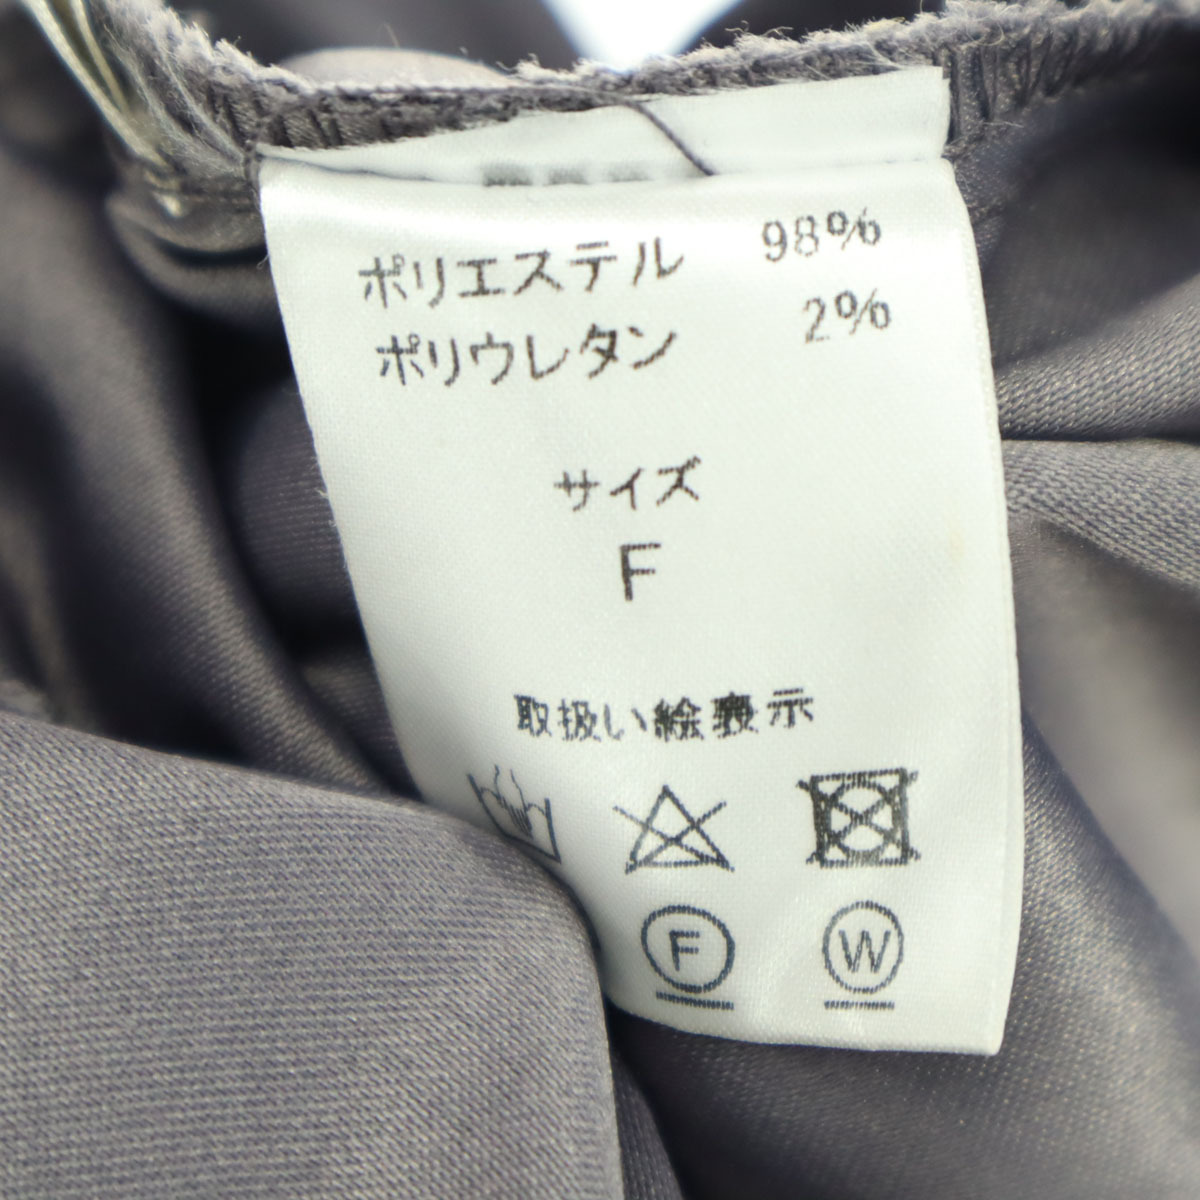 ポリエステル 98%
ポリウレタン 2%
サイズ
F
取扱い絵表示
F W